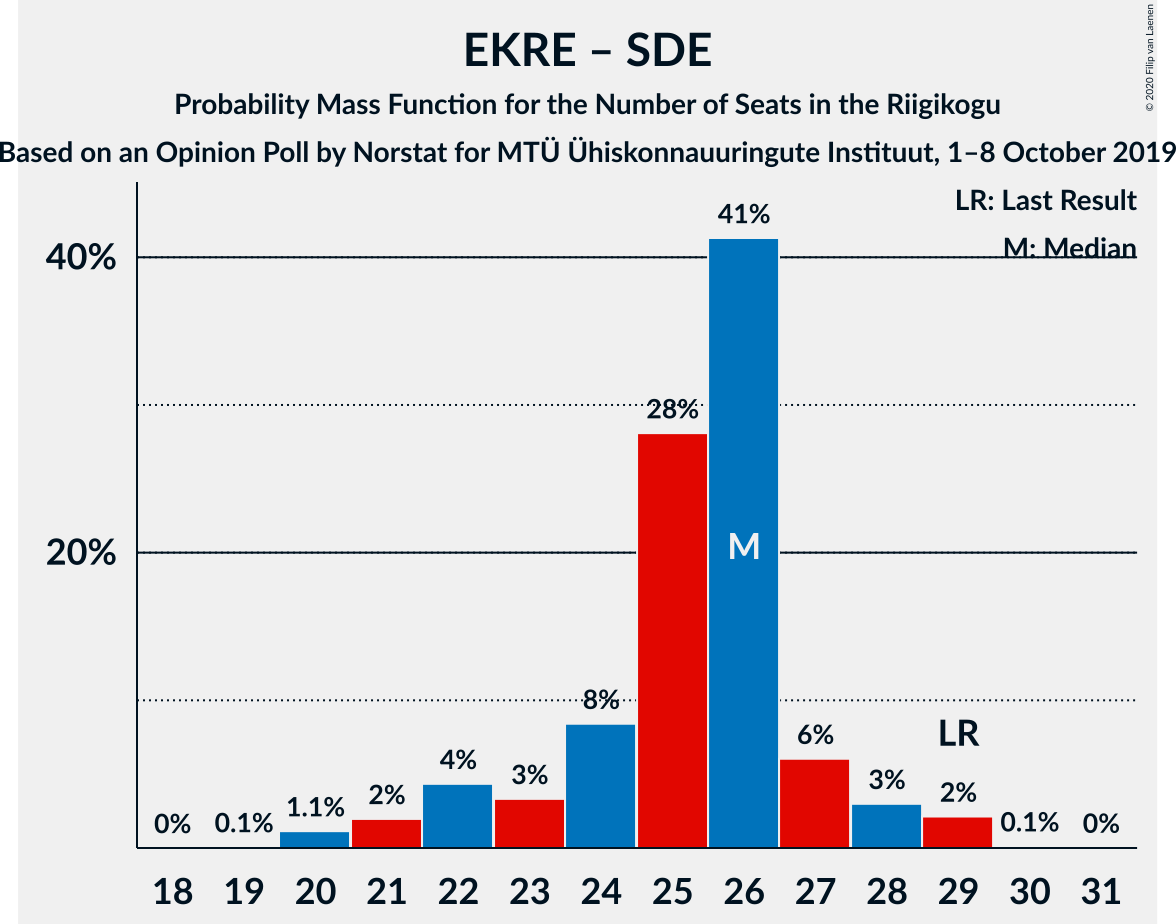 EKRE – SDE
Probability Mass Function for the Number of Seats in the Riigikogu
Based on an Opinion Poll by Norstat for MTÜ Ühiskonnauuringute Instituut, 1–8 October 2019
© 2020 Filip van Laenen
LR: Last Result
M: Median
41%
40%
28%
20%
M
8%
LR
6%
4%
3%
3%
2%
2%
1.1%
0%
0.1%
0.1%
0%
18 19 20 21 22 23 24 25 26 27 28 29 30 31